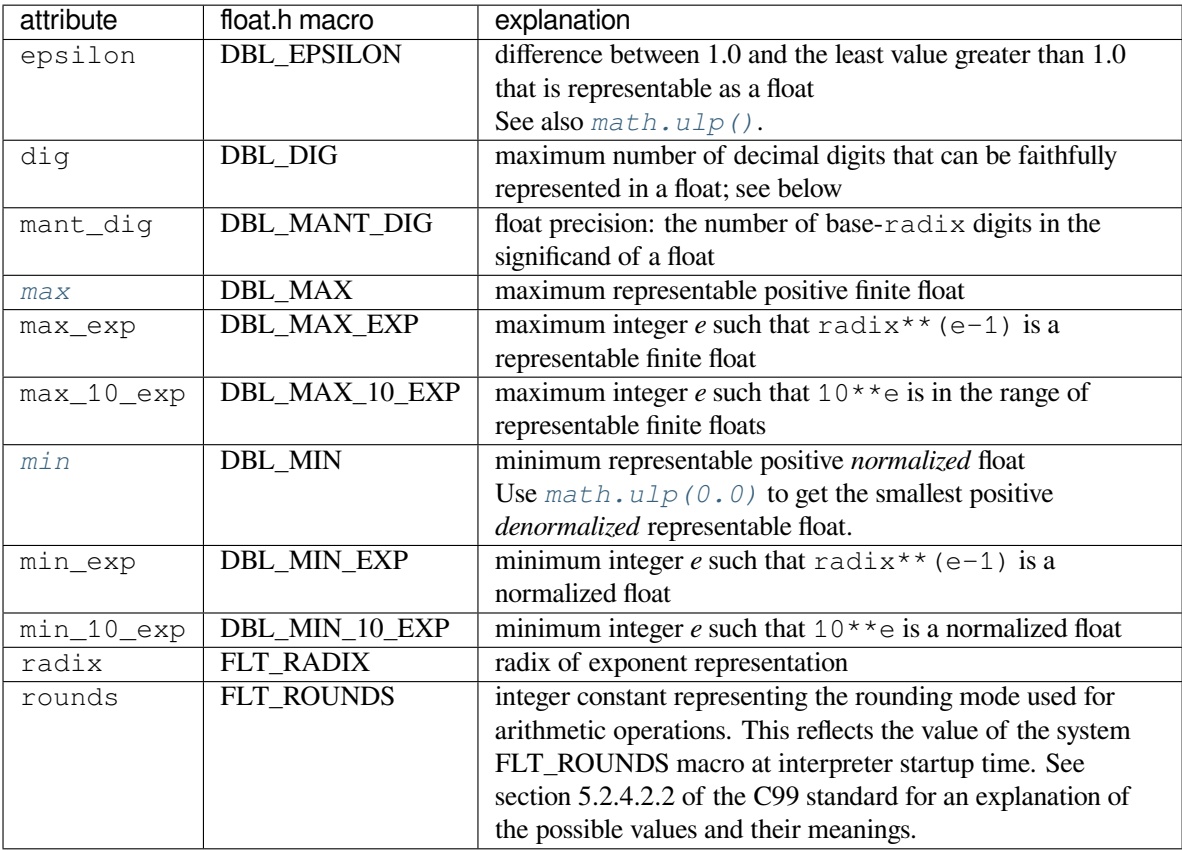 attribute float.h macro explanation
epsilon DBL_EPSILON difference between 1.0 and the least value greater than 1.0
that is representable as a float
See also math.ulp().
dig DBL_DIG maximum number of decimal digits that can be faithfully
represented in a float; see below
mant_dig DBL_MANT_DIG float precision: the number of base-radix digits in the
significand of a float
max DBL_MAX maximum representable positive finite float
max_exp DBL_MAX_EXP maximum integer e such that radix**(e-1) is a
representable finite float
max_10_exp DBL_MAX_10_EXP maximum integer e such that 10**e is in the range of
representable finite floats
min DBL_MIN minimum representable positive normalized float
Use math.ulp(0.0) to get the smallest positive
denormalized representable float.
min_exp DBL_MIN_EXP minimum integer e such that radix**(e-1) is a
normalized float
min_10_exp DBL_MIN_10_EXP minimum integer e such that 10**e is a normalized float
radix FLT_RADIX radix of exponent representation
rounds FLT_ROUNDS integer constant representing the rounding mode used for
arithmetic operations. This reflects the value of the system
FLT_ROUNDS macro at interpreter startup time. See
section 5.2.4.2.2 of the C99 standard for an explanation of
the possible values and their meanings.